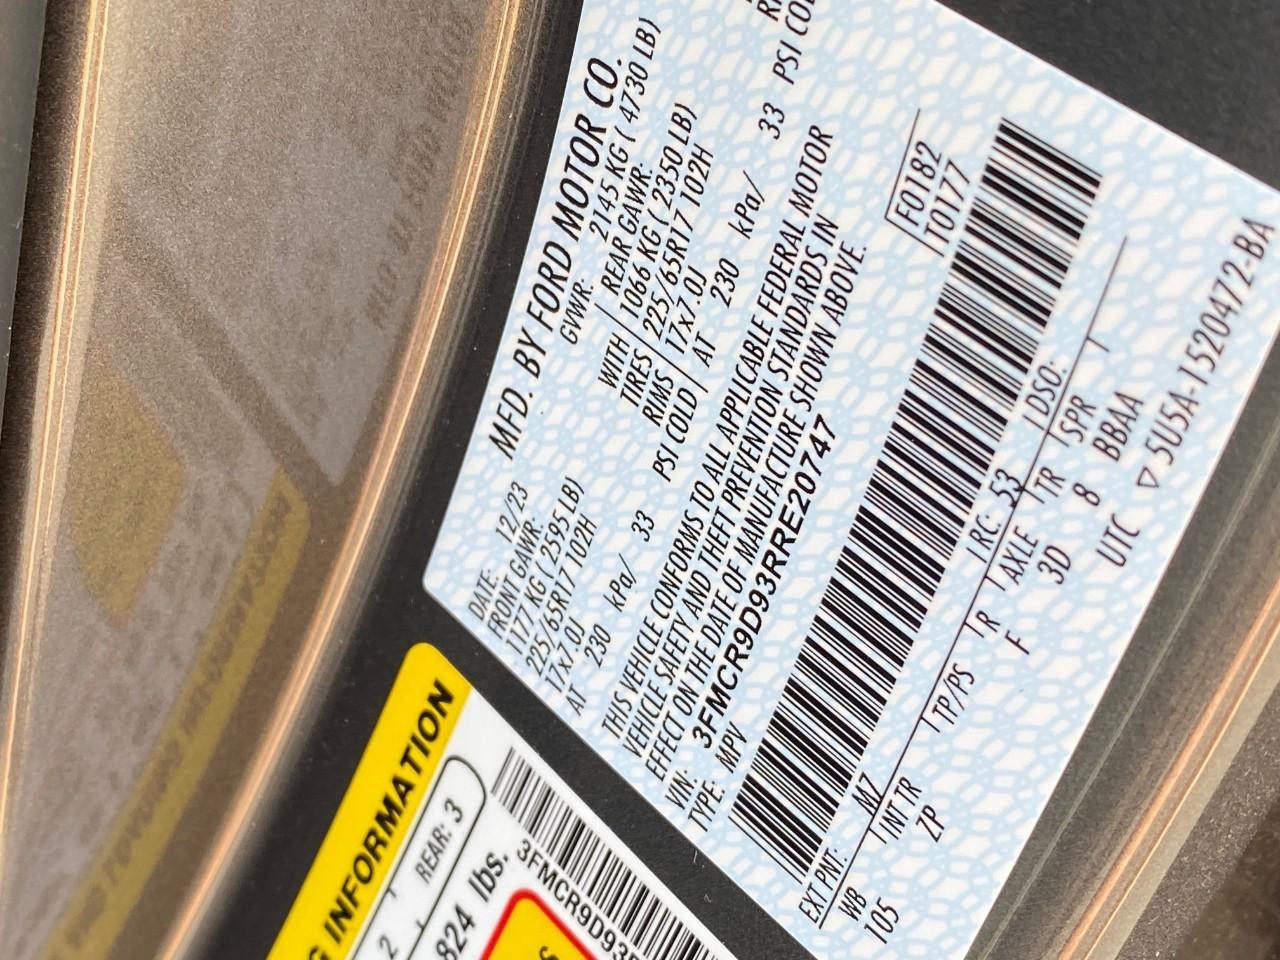 MFD. BY FORD MOTOR CO.
DATE: 12/23 GVWR: 2145 KG ( 4730 LB)
FRONT GAWR: REAR GAWR:
1177 KG ( 2595 LB) WITH 1066 KG ( 2350 LB)
225/65R17 102H TIRES 225/65R17 102H
17x7.0J RIMS 17x7.0J
AT 230 kPa/ 33 PSI COLD AT 230 kPa/ 33 PSI
THIS VEHICLE CONFORMS TO ALL APPLICABLE FEDERAL MOTOR
VEHICLE SAFETY AND THEFT PREVENTION STANDARDS IN
EFFECT ON THE DATE OF MANUFACTURE SHOWN ABOVE.
VIN: 3FMCR9D93RRE20747
TYPE: MPV
F0182
T0177
EXT PNT: MZ RC: 53 DSO:
WB INT TR TP/PS R AXLE TR SPR
105 ZP F 3D 8 BBAA
UTC ▽ 5U5A-1520472-BA
G INFORMATION
2 REAR: 3
824 lbs.
3FMCR9D93